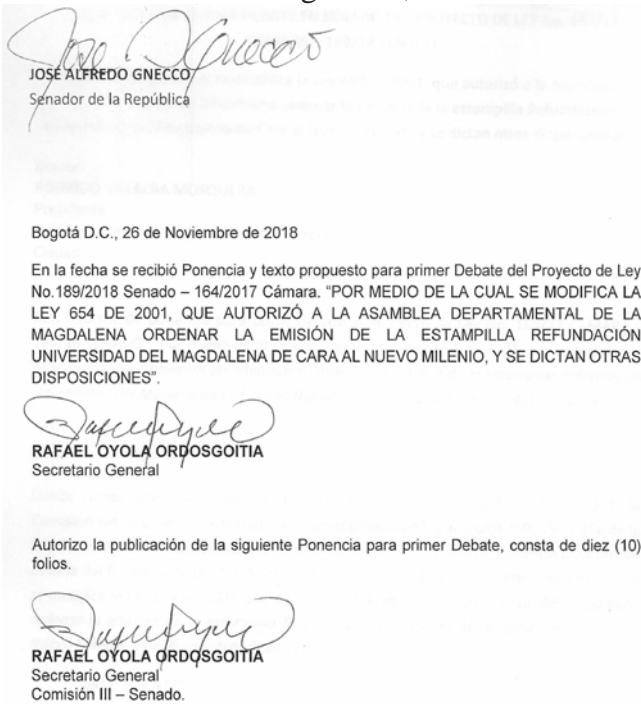 Jose D Gnecco
JOSÉ ALFREDO GNECCO
Senador de la República
Bogotá D.C., 26 de Noviembre de 2018
En la fecha se recibió Ponencia y texto propuesto para primer Debate del Proyecto de Ley
No.189/2018 Senado – 164/2017 Cámara. “POR MEDIO DE LA CUAL SE MODIFICA LA
LEY 654 DE 2001, QUE AUTORIZÓ A LA ASAMBLEA DEPARTAMENTAL DE LA
MAGDALENA ORDENAR LA EMISIÓN DE LA ESTAMPILLA REFUNDACIÓN
UNIVERSIDAD DEL MAGDALENA DE CARA AL NUEVO MILENIO, Y SE DICTAN OTRAS
DISPOSICIONES”.
RAFAEL OYOLA ORDOSGOITIA
Secretario General
Autorizo la publicación de la siguiente Ponencia para primer Debate, consta de diez (10)
folios.
RAFAEL OYOLA ORDOSGOITIA
Secretario General
Comisión III – Senado.